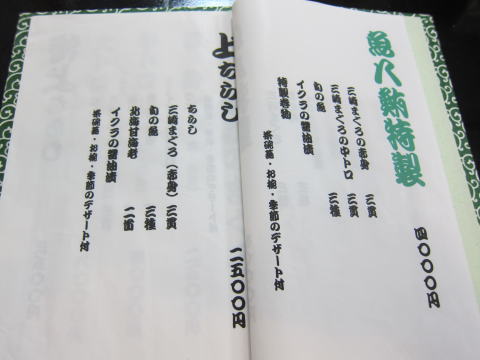 魚八鮨特製
四〇〇〇円
三崎まぐろの赤身 二貫
三崎まぐろの中トロ 二貫
旬の魚 三種
イクラの醤油漬
特製巻物
茶碗蒸・お椀・季節のデザート付
上ちらし
二五〇〇円
ちらし
三崎まぐろ(赤身) 三貫
旬の魚 三種
北海甘海老 二匹
イクラの醤油漬
茶碗蒸・お椀・季節のデザート付